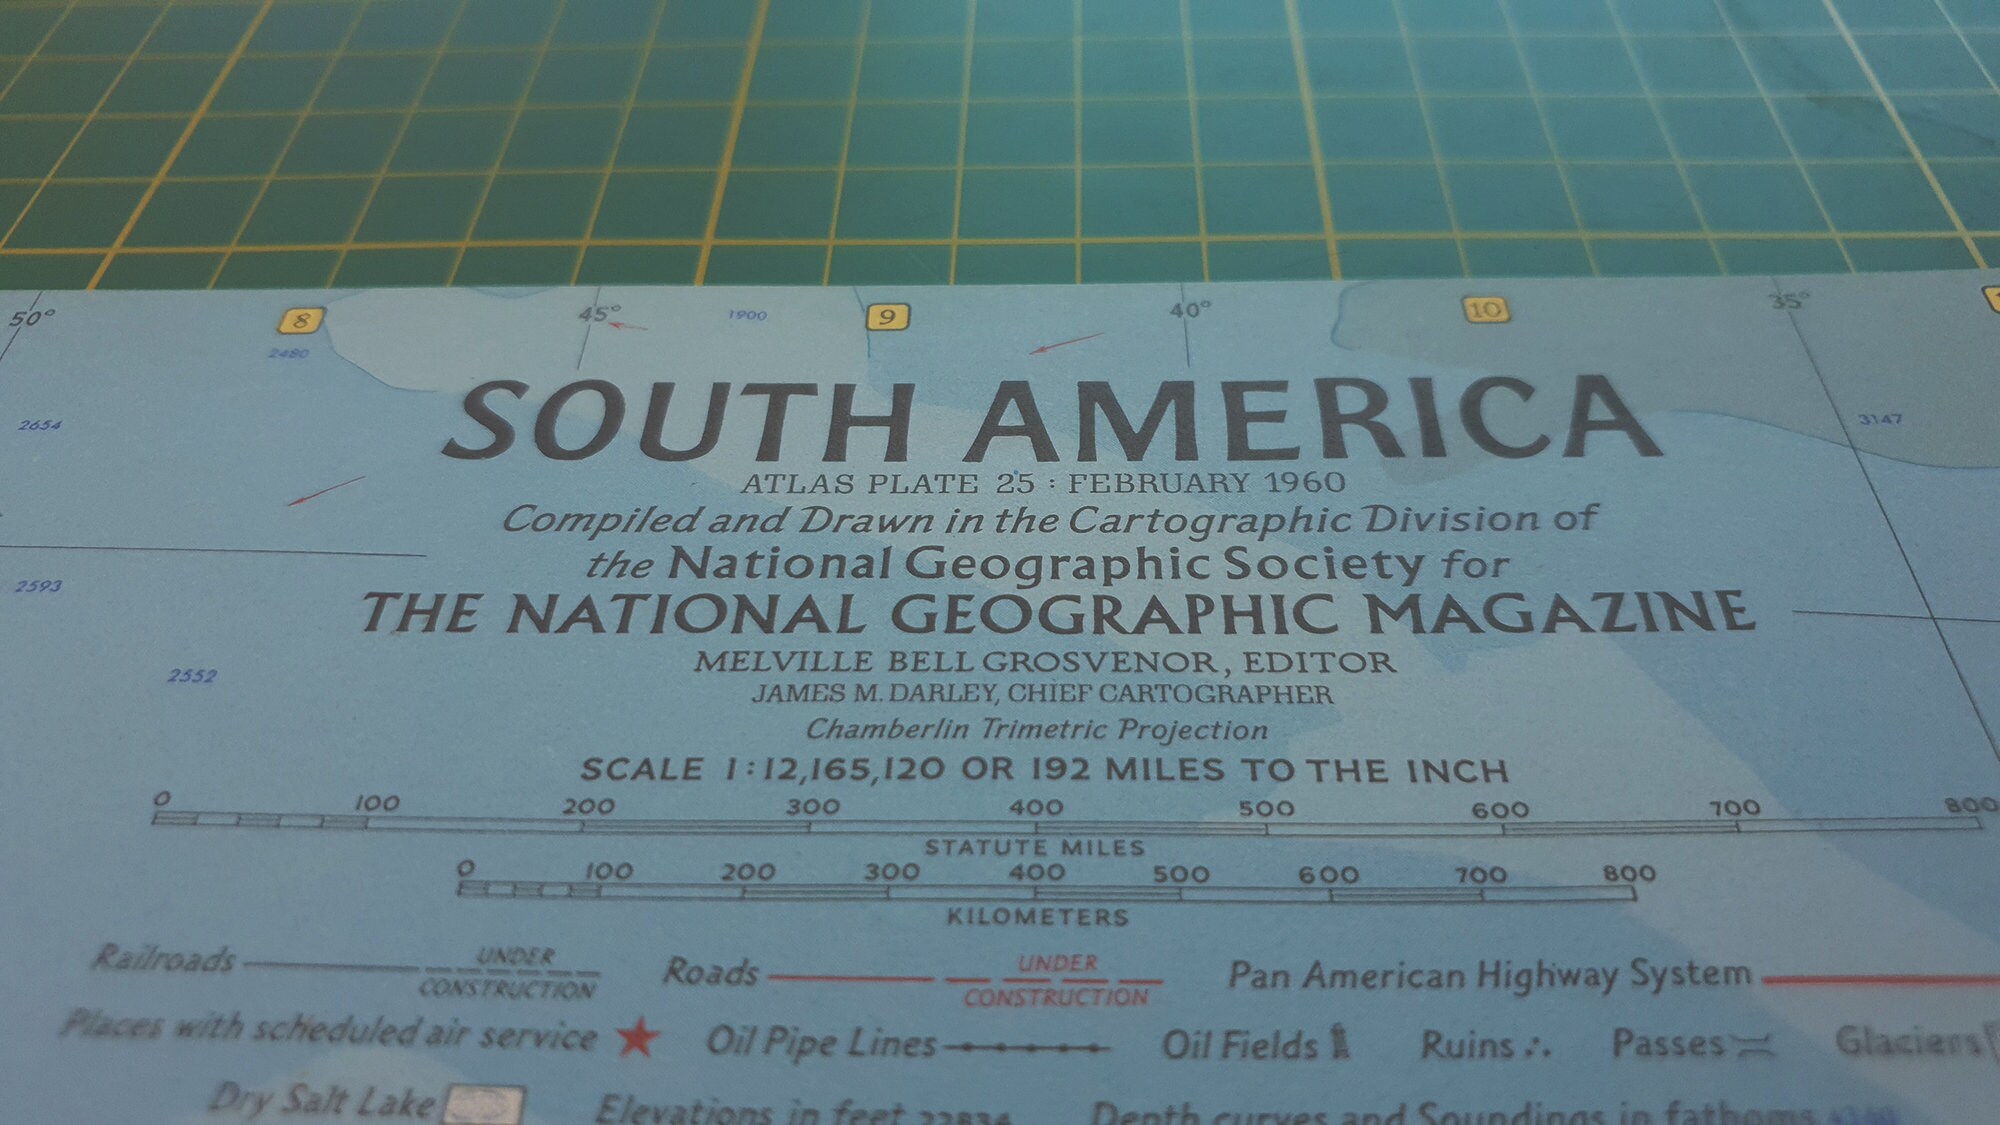 50° 8 45° 1900 9 40° 10 35°
2480
SOUTH AMERICA
2654
3147
ATLAS PLATE 25 : FEBRUARY 1960
Compiled and Drawn in the Cartographic Division of
the National Geographic Society for
2593
THE NATIONAL GEOGRAPHIC MAGAZINE
MELVILLE BELL GROSVENOR, EDITOR
2552
JAMES M. DARLEY, CHIEF CARTOGRAPHER
Chamberlin Trimetric Projection
SCALE 1:12,165,120 OR 192 MILES TO THE INCH
0 100 200 300 400 500 600 700 800
STATUTE MILES
0 100 200 300 400 500 600 700 800
KILOMETERS
Railroads UNDER CONSTRUCTION Roads UNDER CONSTRUCTION Pan American Highway System
Places with scheduled air service Oil Pipe Lines Oil Fields Ruins Passes Glaciers
Dry Salt Lake Elevations in feet 22834 Depth curves and Soundings in fathoms